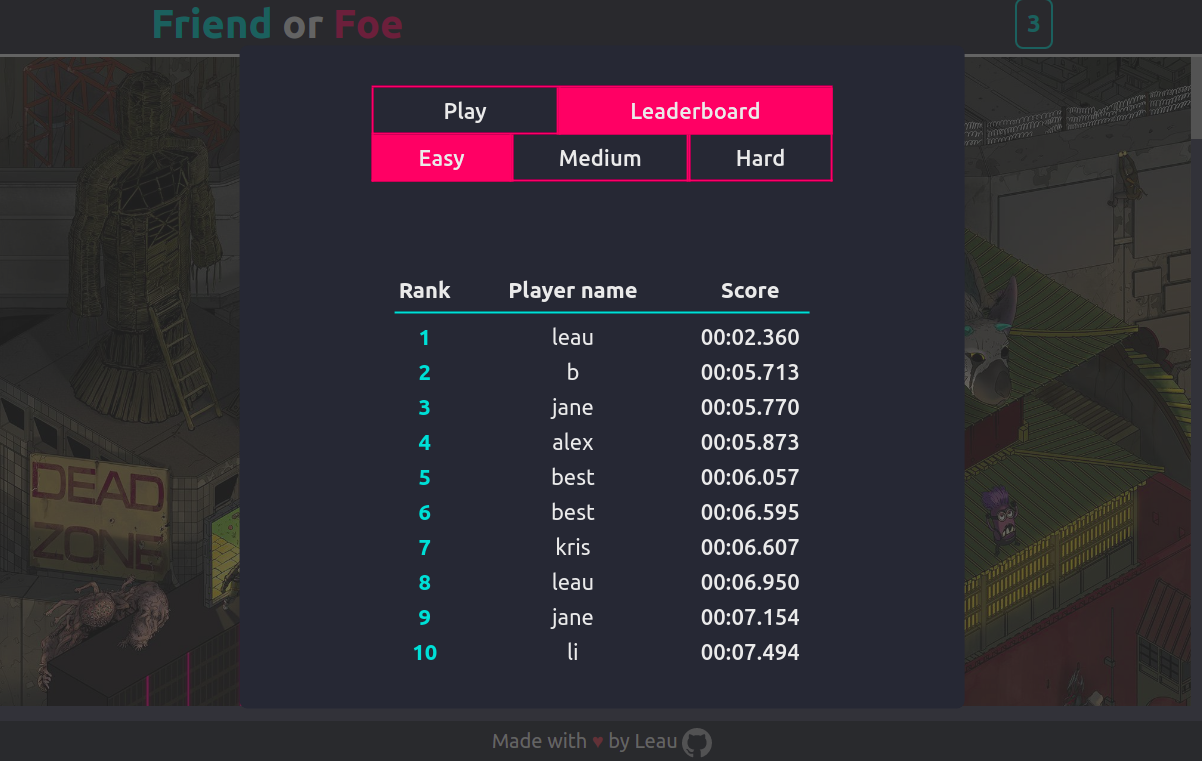 Friend or Foe 3
Play Leaderboard
Easy Medium Hard
Rank Player name Score
1 leau 00:02.360
2 b 00:05.713
3 jane 00:05.770
4 alex 00:05.873
5 best 00:06.057
6 best 00:06.595
7 kris 00:06.607
8 leau 00:06.950
9 jane 00:07.154
10 li 00:07.494
DEAD
ZONE
Made with ♥ by Leau